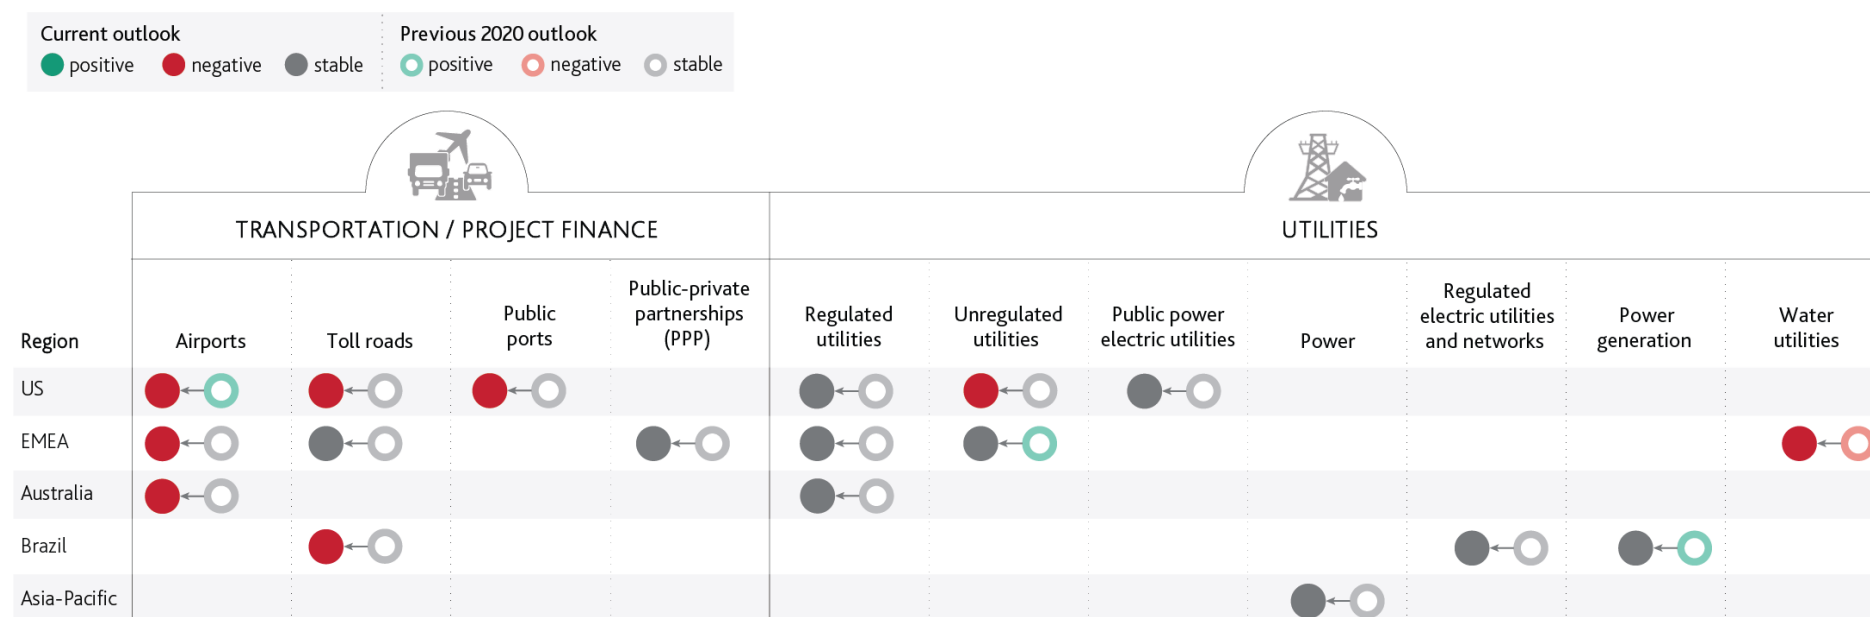 Current outlook
positive negative stable
Previous 2020 outlook
positive negative stable
TRANSPORTATION / PROJECT FINANCE
UTILITIES
Region
Airports
Toll roads
Public
ports
Public-private
partnerships
(PPP)
Regulated
utilities
Unregulated
utilities
Public power
electric utilities
Power
Regulated
electric utilities
and networks
Power
generation
Water
utilities
US
EMEA
Australia
Brazil
Asia-Pacific